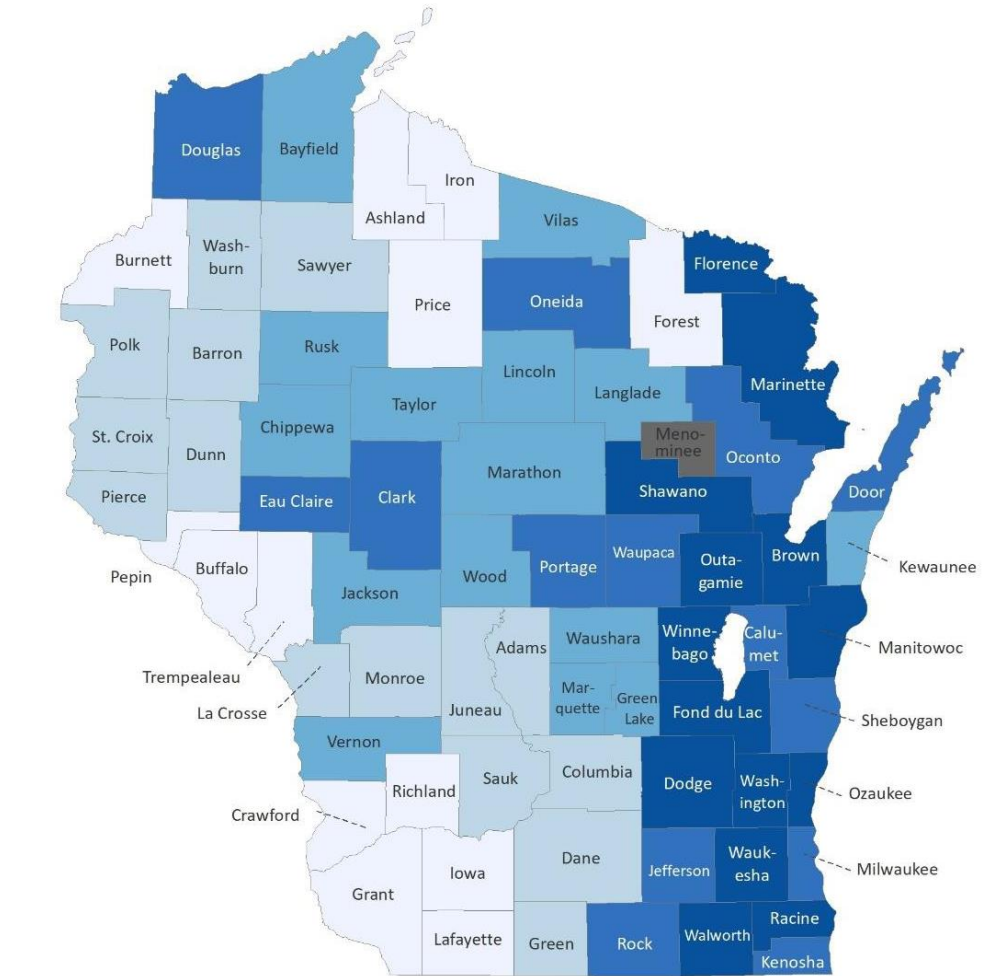 Douglas
Bayfield
Iron
Ashland
Vilas
Wash-
burn
Burnett
Sawyer
Florence
Oneida
Price
Forest
Polk
Barron
Rusk
Lincoln
Marinette
Langlade
Taylor
Chippewa
St. Croix
Dunn
Meno-
minee
Oconto
Marathon
Shawano
Door
Pierce
Eau Claire
Clark
Brown
Kewaunee
Outa-
gamie
Waupaca
Portage
Wood
Buffalo
Pepin
Jackson
Winne-
bago
Calu-
met
Waushara
Adams
Manitowoc
Trempealeau
Monroe
Mar-
quette
Green
Lake
La Crosse
Juneau
Fond du Lac
Sheboygan
Vernon
Columbia
Sauk
Dodge
Wash-
ington
Ozaukee
Richland
Crawford
Dane
Jefferson
Wauk-
esha
Milwaukee
Iowa
Grant
Racine
Lafayette
Green
Rock
Walworth
Kenosha